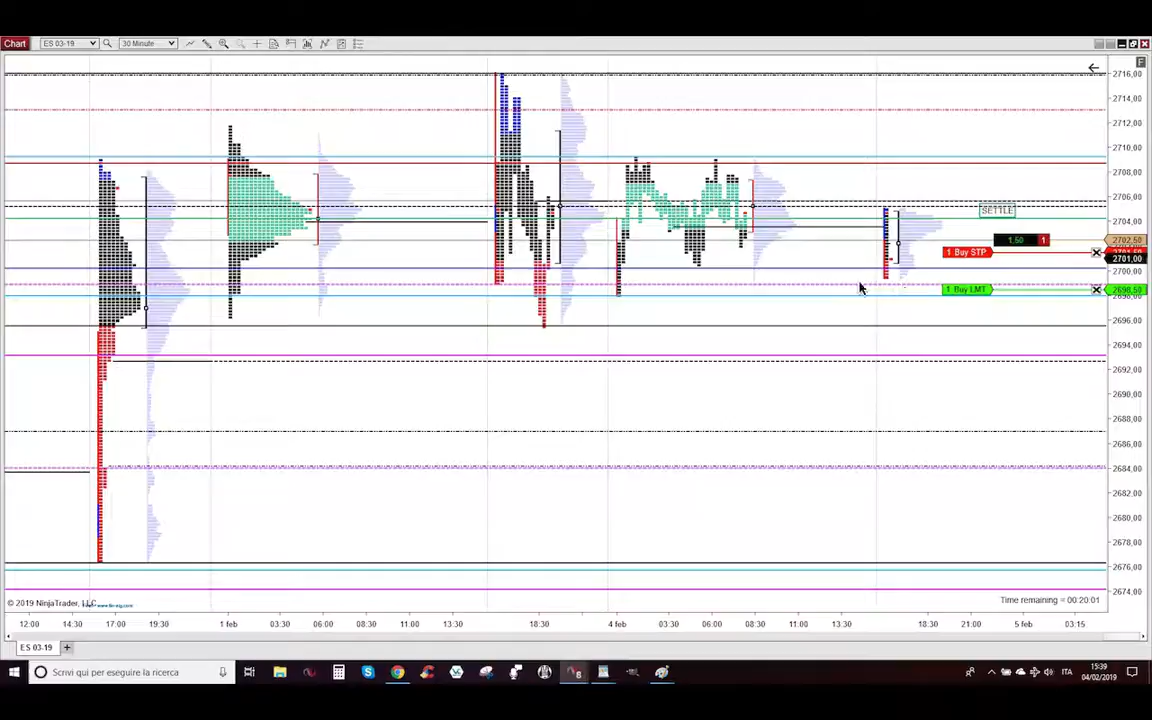 Chart
ES 03-19
30 Minute
F
2716,00
2714,00
2712,00
2710,00
2708,00
2706,00
SETTLE
2704,00
1,50 1
2702,50
1 Buy STP
2701,00
2700,00
1 Buy LMT
2698,50
2696,00
2694,00
2692,00
2690,00
2688,00
2686,00
2684,00
2682,00
2680,00
2678,00
2676,00
2674,00
© 2019 NinjaTrader, LLC
Time remaining = 00:20:01
12:00 14:30 17:00 19:30 1 feb 03:30 06:00 08:30 11:00 13:30 18:30 4 feb 03:30 06:00 08:30 11:00 13:30 18:30 21:00 5 feb 03:15
ES 03-19
Scrivi qui per eseguire la ricerca
ITA
15:39
04/02/2019